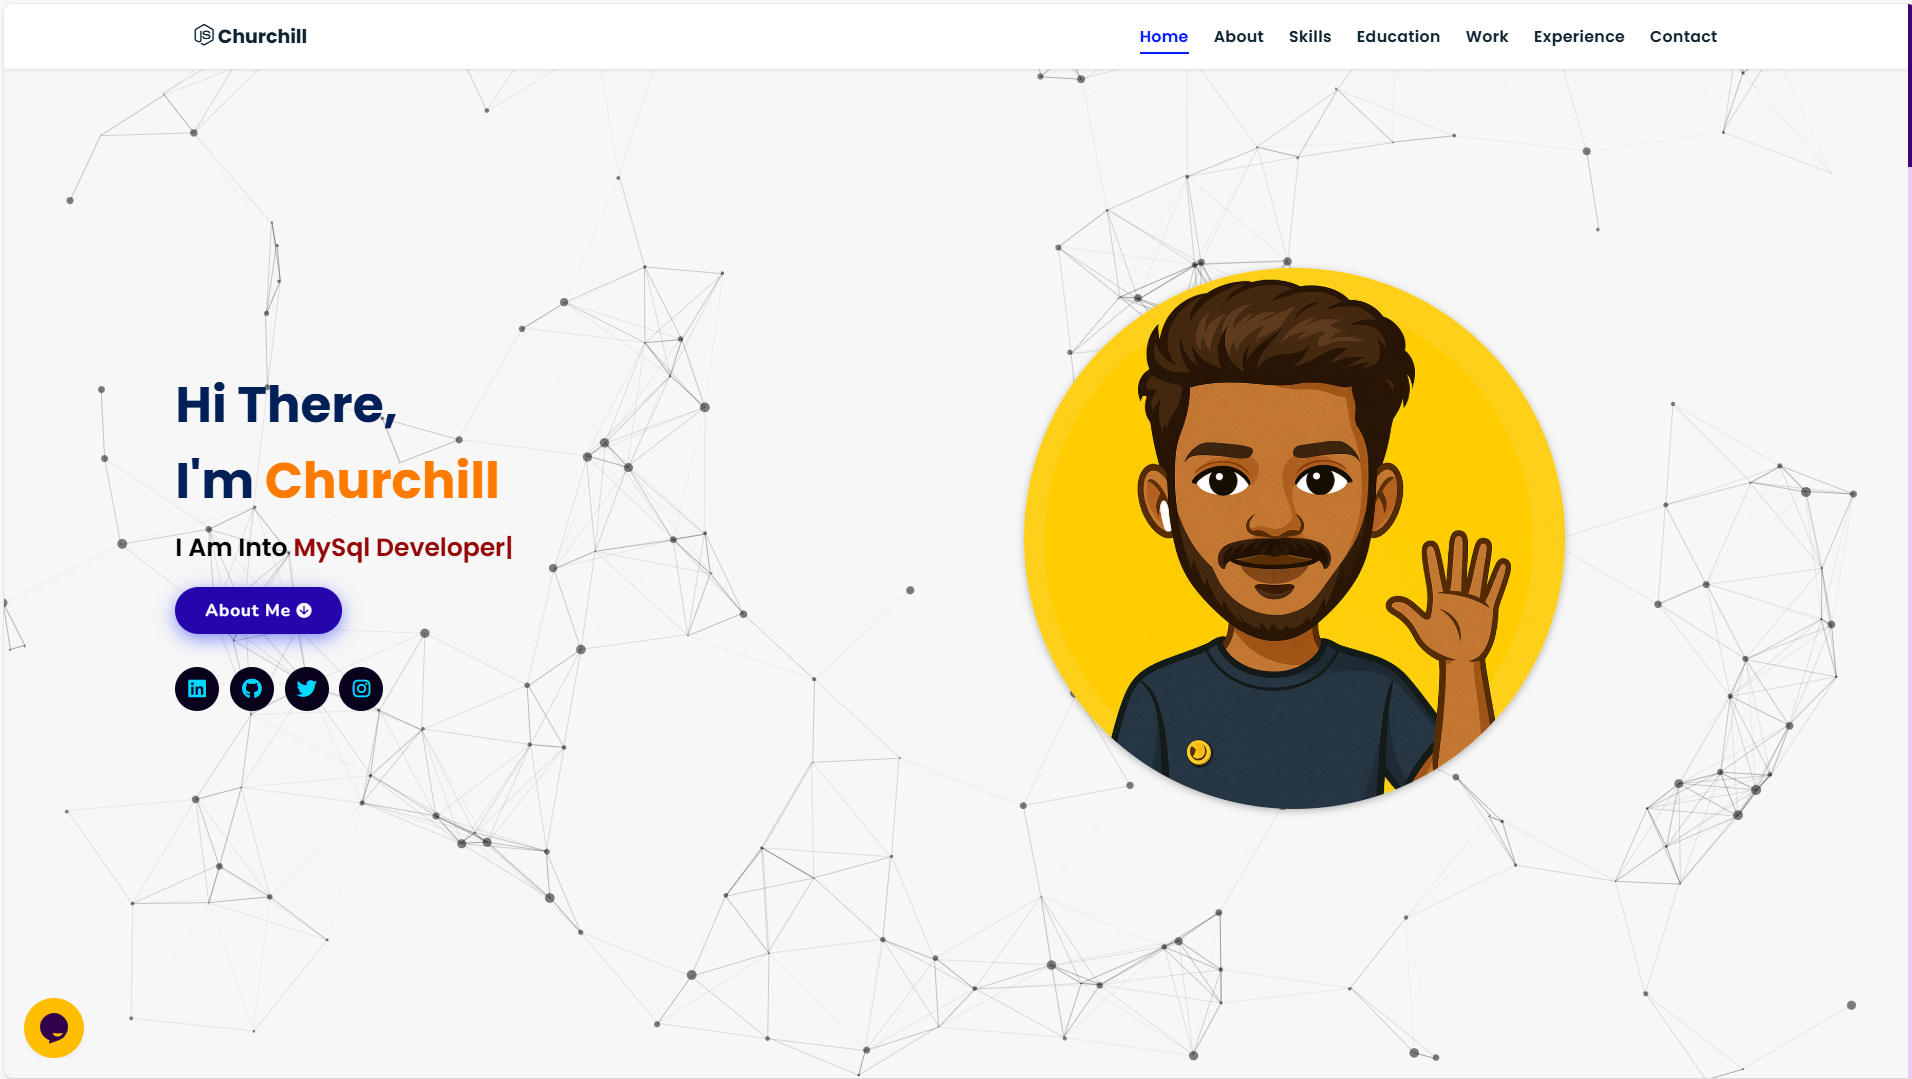 Churchill
Home About Skills Education Work Experience Contact
Hi There,
I'm Churchill
I Am Into MySql Developer|
About Me